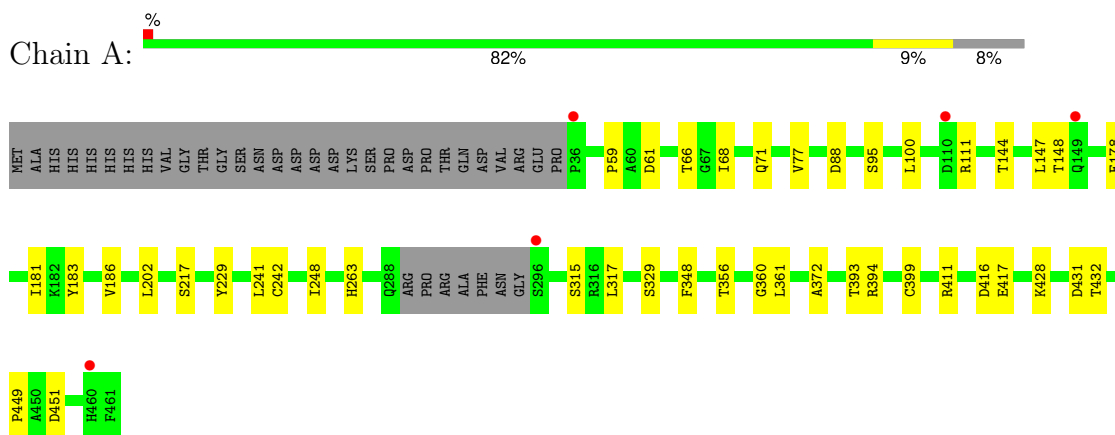 %
Chain A:
82% 9% 8%
MET ALA HIS HIS HIS HIS HIS HIS VAL GLY THR GLY SER ASN ASP ASP ASP ASP LYS SER PRO ASP PRO THR GLN ASP VAL ARG GLU PRO P36 P59 A60 D61 T66 G67 I68 Q71 V77 D88 S95 L100 D110 R111 T144 L147 T148 Q149
I181 K182 Y183 V186 L202 S217 Y229 L241 C242 I248 H263 Q288 ARG PRO ARG ALA PHE ASN GLY S296 S315 R316 L317 S329 F348 T356 G360 L361 A372 T393 R394 C399 R411 D416 E417 K428 D431 T432
P449 A450 D451 H460 F461